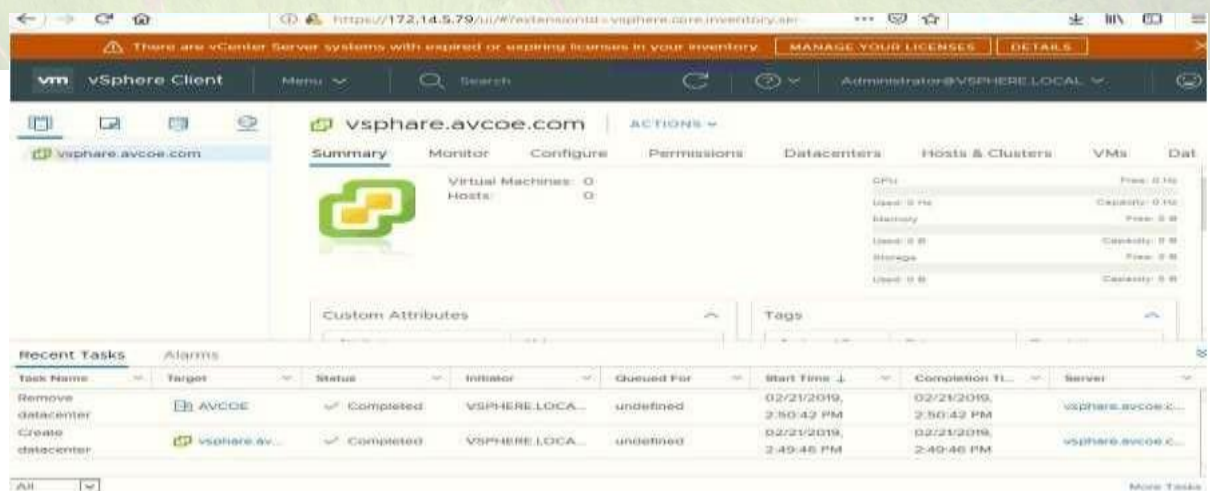 https://172.14.5.79/ui/#?extensionId=vsphere.core.inventory.ser
There are vCenter Server systems with expired or expiring licenses in your inventory. MANAGE YOUR LICENSES DETAILS
vm vSphere Client Menu Search Administrator@VSPHERE.LOCAL
vsphare.avcoe.com ACTIONS
vsphare.avcoe.com
Summary Monitor Configure Permissions Datacenters Hosts & Clusters VMs Dat
Virtual Machines: 0
Hosts: 0
CPU Free: 0 Hz
Used: 0 Hz Capacity: 0 Hz
Memory Free: 0 B
Used: 0 B Capacity: 0 B
Storage Free: 0 B
Used: 0 B Capacity: 0 B
Custom Attributes
Tags
Recent Tasks Alarms
Task Name Target Status Initiator Queued For Start Time Completion Ti... Server
Remove datacenter AVCOE Completed VSPHERE.LOCA... undefined 02/21/2019, 2:50:42 PM 02/21/2019, 2:50:42 PM vsphare.avcoe.c...
Create datacenter vsphare.av... Completed VSPHERE.LOCA... undefined 02/21/2019, 2:49:46 PM 02/21/2019, 2:49:46 PM vsphare.avcoe.c...
All More Tasks